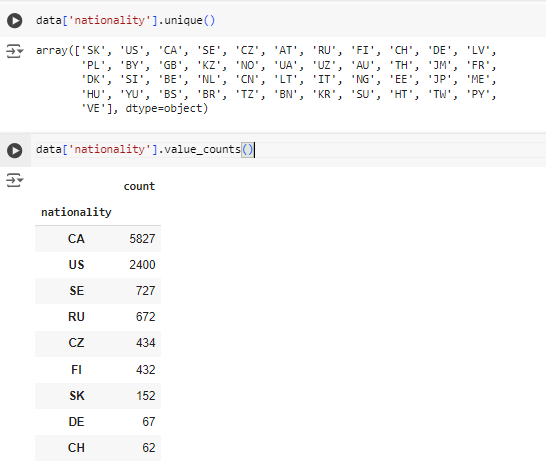 data['nationality'].unique()
array(['SK', 'US', 'CA', 'SE', 'CZ', 'AT', 'RU', 'FI', 'CH', 'DE', 'LV',
'PL', 'BY', 'GB', 'KZ', 'NO', 'UA', 'UZ', 'AU', 'TH', 'JM', 'FR',
'DK', 'SI', 'BE', 'NL', 'CN', 'LT', 'IT', 'NG', 'EE', 'JP', 'ME',
'HU', 'YU', 'BS', 'BR', 'TZ', 'BN', 'KR', 'SU', 'HT', 'TW', 'PY',
'VE'], dtype=object)
data['nationality'].value_counts()
count
nationality
CA 5827
US 2400
SE 727
RU 672
CZ 434
FI 432
SK 152
DE 67
CH 62